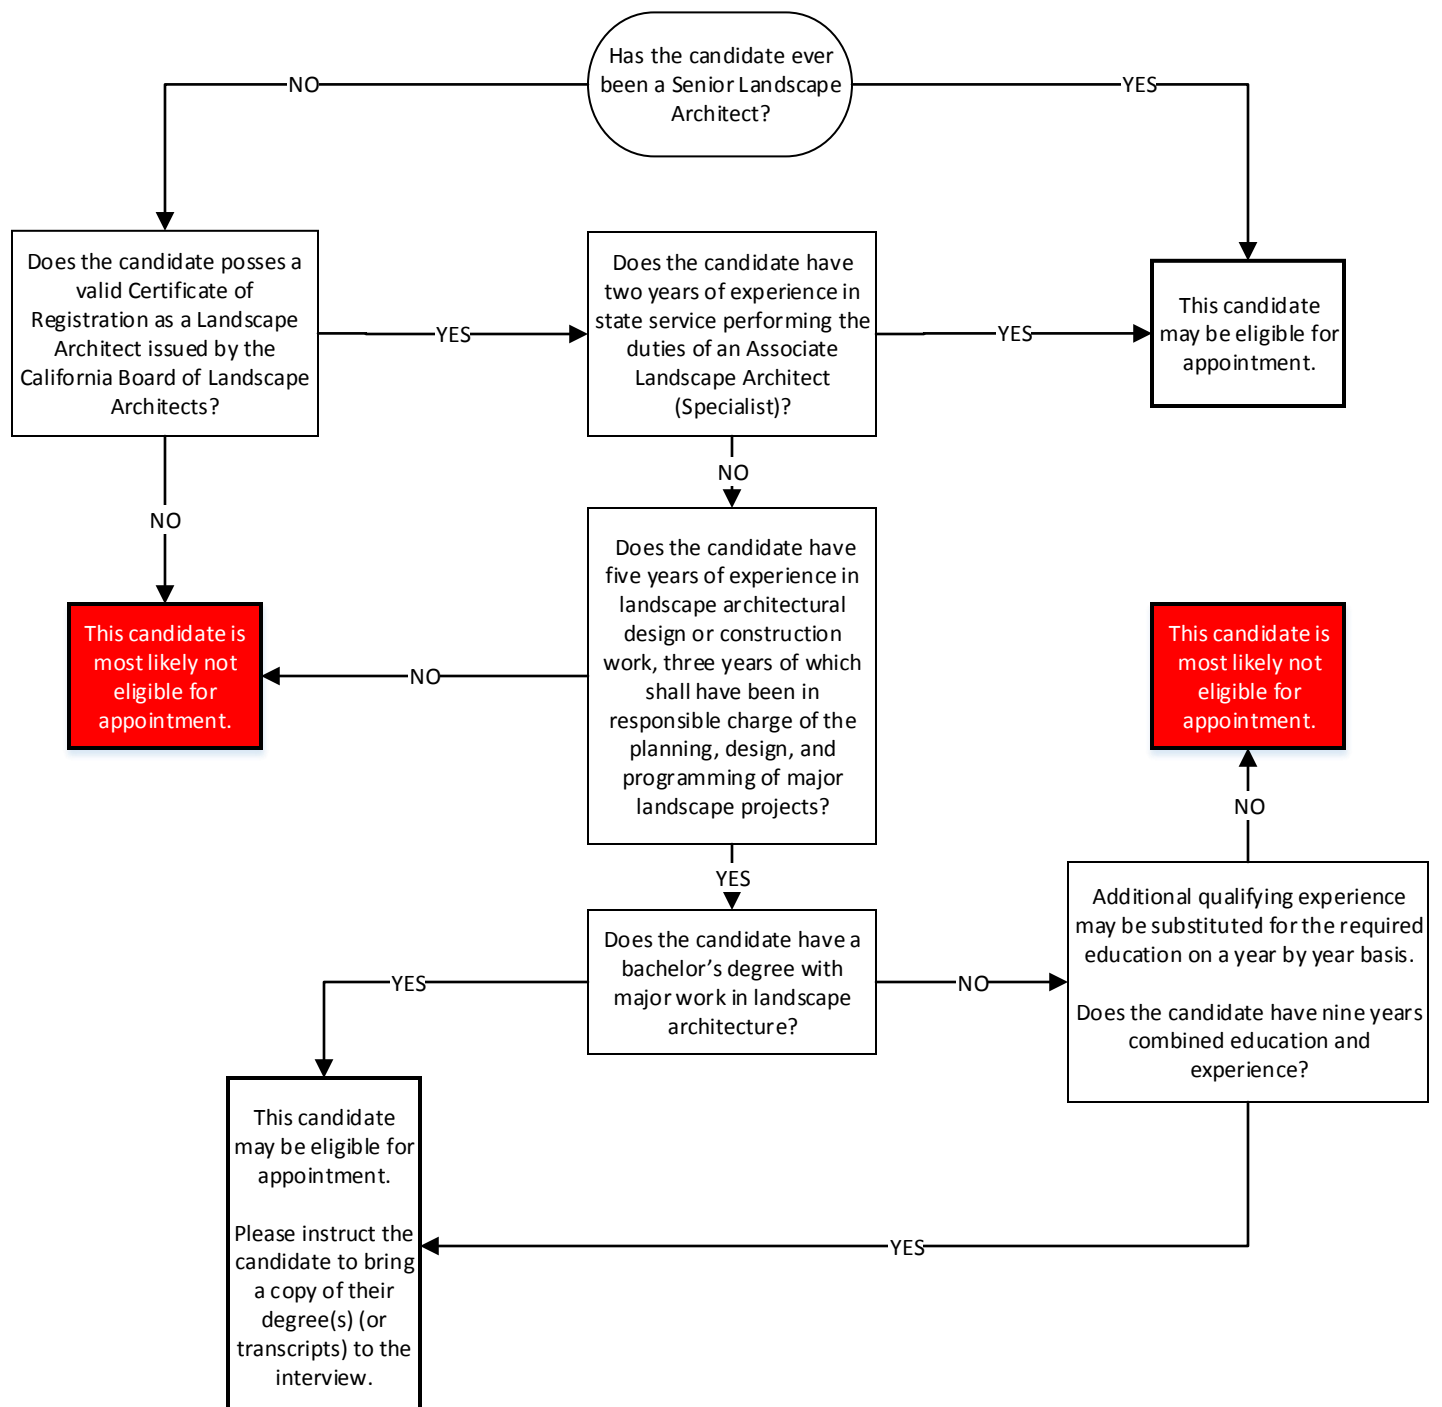 Has the candidate ever
been a Senior Landscape
Architect?
NO
YES
Does the candidate posses a
valid Certificate of
Registration as a Landscape
Architect issued by the
California Board of Landscape
Architects?
YES
Does the candidate have
two years of experience in
state service performing the
duties of an Associate
Landscape Architect
(Specialist)?
YES
This candidate
may be eligible for
appointment.
NO
NO
This candidate is
most likely not
eligible for
appointment.
NO
Does the candidate have
five years of experience in
landscape architectural
design or construction
work, three years of which
shall have been in
responsible charge of the
planning, design, and
programming of major
landscape projects?
This candidate is
most likely not
eligible for
appointment.
NO
YES
Does the candidate have a
bachelor’s degree with
major work in landscape
architecture?
YES
NO
Additional qualifying experience
may be substituted for the required
education on a year by year basis.
Does the candidate have nine years
combined education and
experience?
This candidate
may be eligible for
appointment.
Please instruct the
candidate to bring
a copy of their
degree(s) (or
transcripts) to the
interview.
YES